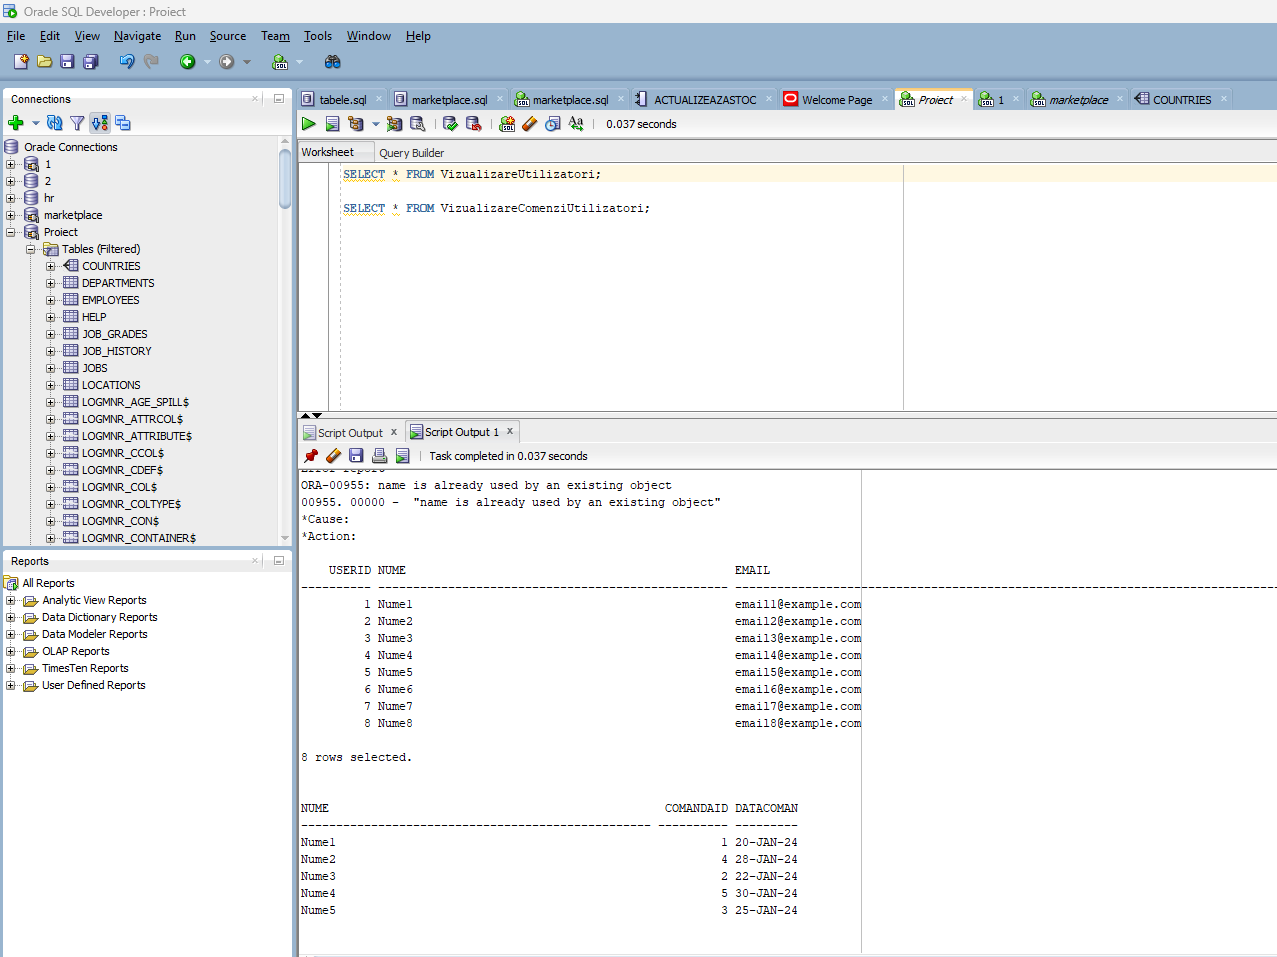 Oracle SQL Developer : Proiect
File Edit View Navigate Run Source Team Tools Window Help
Connections
tabele.sql
marketplace.sql
marketplace.sql
ACTUALIZEAZASTOC
Welcome Page
Proiect
1
marketplace
COUNTRIES
0.037 seconds
Worksheet
Query Builder
Oracle Connections
1
2
hr
marketplace
Proiect
Tables (Filtered)
COUNTRIES
DEPARTMENTS
EMPLOYEES
HELP
JOB_GRADES
JOB_HISTORY
JOBS
LOCATIONS
LOGMNR_AGE_SPILL$
LOGMNR_ATTRCOL$
LOGMNR_ATTRIBUTE$
LOGMNR_CCOL$
LOGMNR_CDEF$
LOGMNR_COL$
LOGMNR_COLTYPE$
LOGMNR_CON$
LOGMNR_CONTAINER$
SELECT * FROM VizualizareUtilizatori;
SELECT * FROM VizualizareComenziUtilizatori;
Reports
All Reports
Analytic View Reports
Data Dictionary Reports
Data Modeler Reports
OLAP Reports
TimesTen Reports
User Defined Reports
Script Output
Script Output 1
Task completed in 0.037 seconds
Error report -
ORA-00955: name is already used by an existing object
00955. 00000 -  "name is already used by an existing object"
*Cause:
*Action:
USERID NUME EMAIL
1 Nume1 email1@example.com
2 Nume2 email2@example.com
3 Nume3 email3@example.com
4 Nume4 email4@example.com
5 Nume5 email5@example.com
6 Nume6 email6@example.com
7 Nume7 email7@example.com
8 Nume8 email8@example.com
8 rows selected.
NUME COMANDAID DATACOMAN
Nume1 1 20-JAN-24
Nume2 4 28-JAN-24
Nume3 2 22-JAN-24
Nume4 5 30-JAN-24
Nume5 3 25-JAN-24